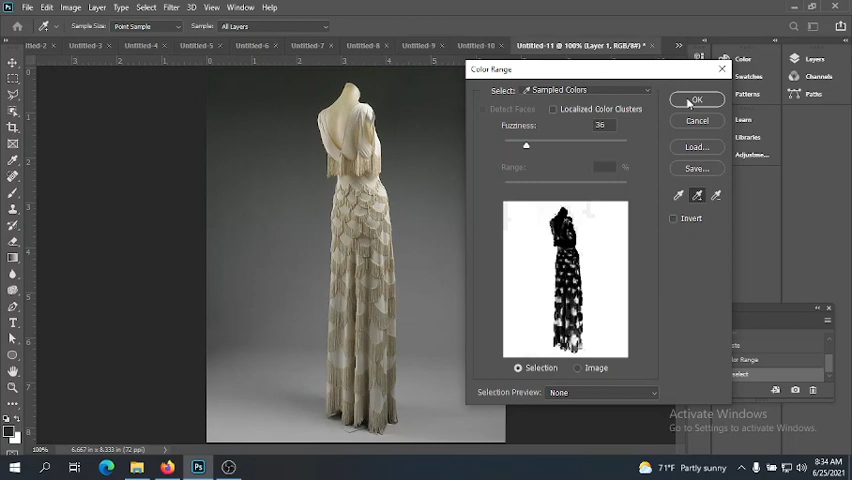 Ps File Edit Image Layer Type Select Filter 3D View Window Help
Sample Size: Point Sample Sample: All Layers
Untitled-3 Untitled-4 Untitled-5 Untitled-6 Untitled-7 Untitled-8 Untitled-9 Untitled-10 Untitled-11 @ 100% (Layer 1, RGB/8#) *
Color Range
Select: Sampled Colors
Detect Faces Localized Color Clusters
Fuzziness: 36
Range: %
Selection Image
Selection Preview: None
OK
Cancel
Load...
Save...
Invert
Color
Swatches
Patterns
Learn
Libraries
Adjustme...
Layers
Channels
Paths
100% 6.667 in x 8.333 in (72 ppi)
Activate Windows
Go to Settings to activate Windows.
71°F Partly sunny
8:34 AM
6/25/2021